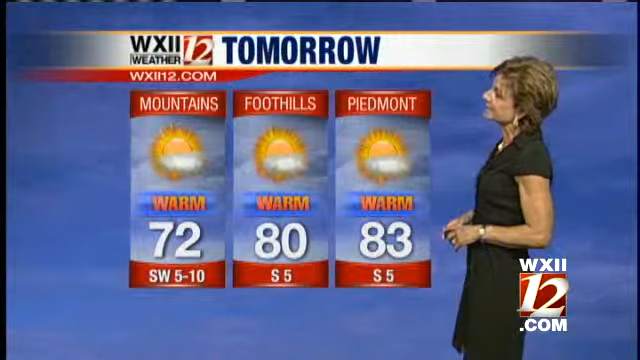 WXII 12 TOMORROW
WEATHER
WXII12.COM
MOUNTAINS FOOTHILLS PIEDMONT
WARM WARM WARM
72 80 83
SW 5-10 S 5 S 5
WXII
12
.COM